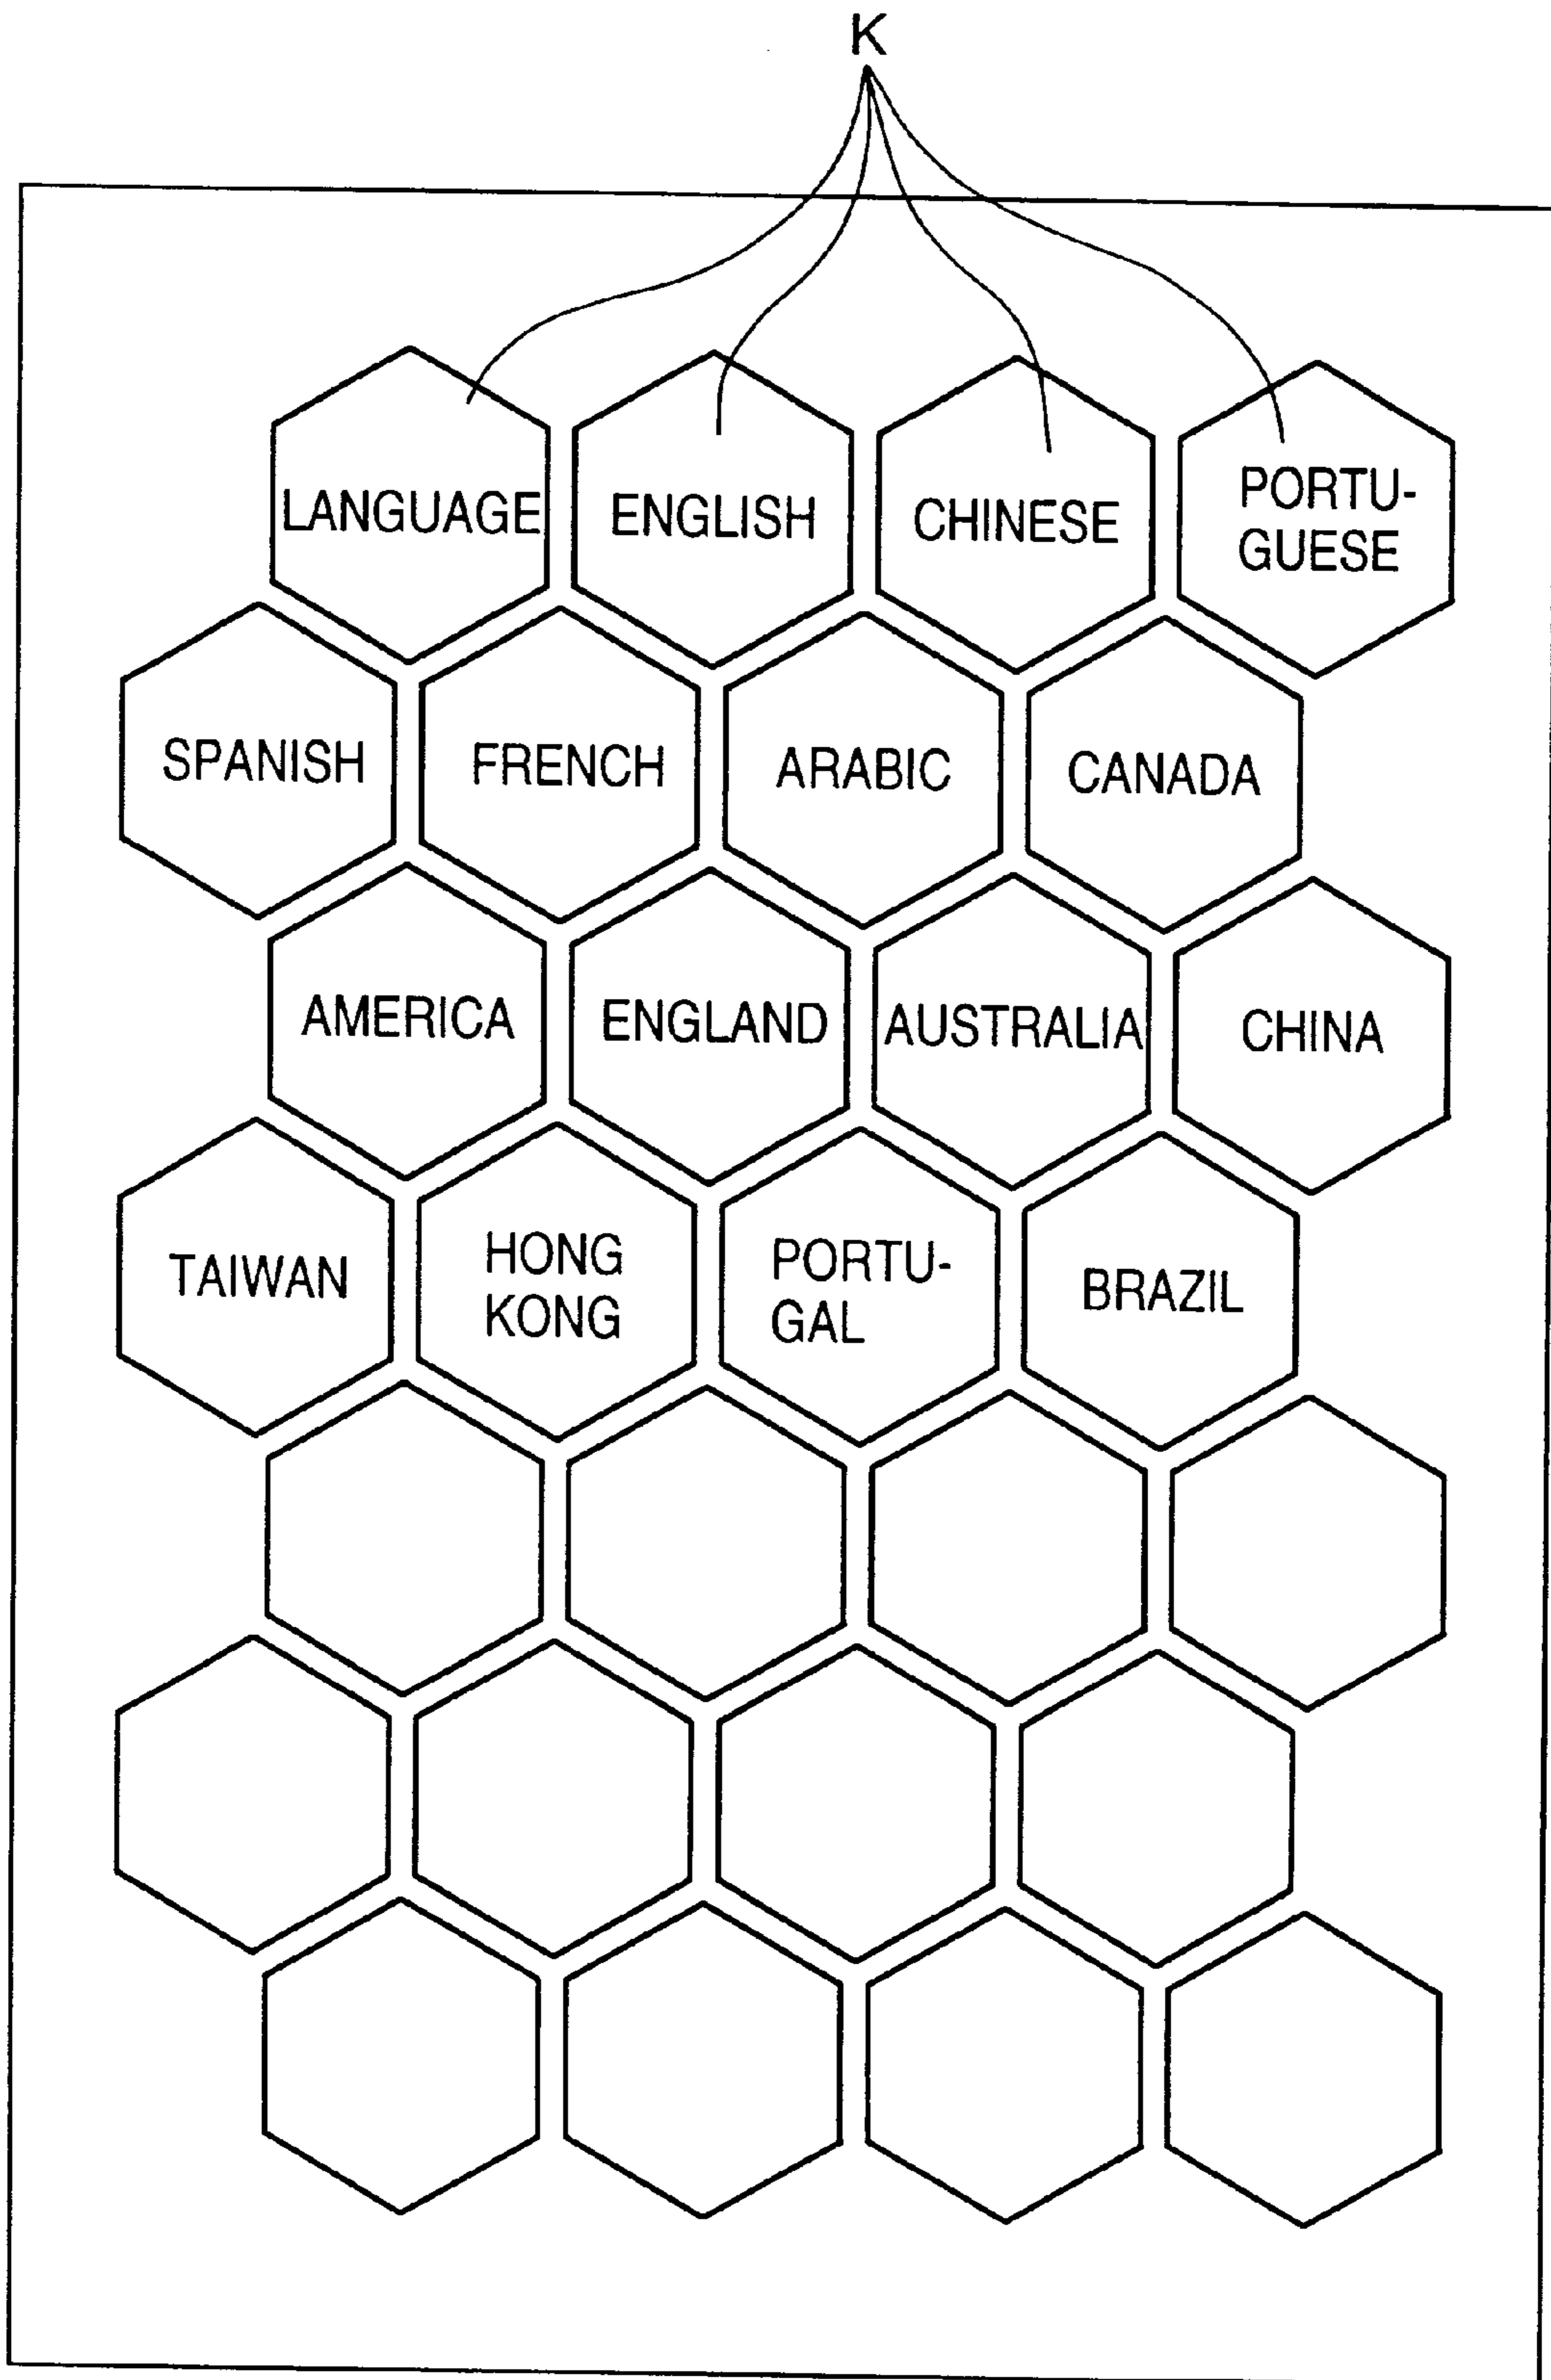 K
LANGUAGE
ENGLISH
CHINESE
PORTU-
GUESE
SPANISH
FRENCH
ARABIC
CANADA
AMERICA
ENGLAND
AUSTRALIA
CHINA
TAIWAN
HONG
KONG
PORTU-
GAL
BRAZIL